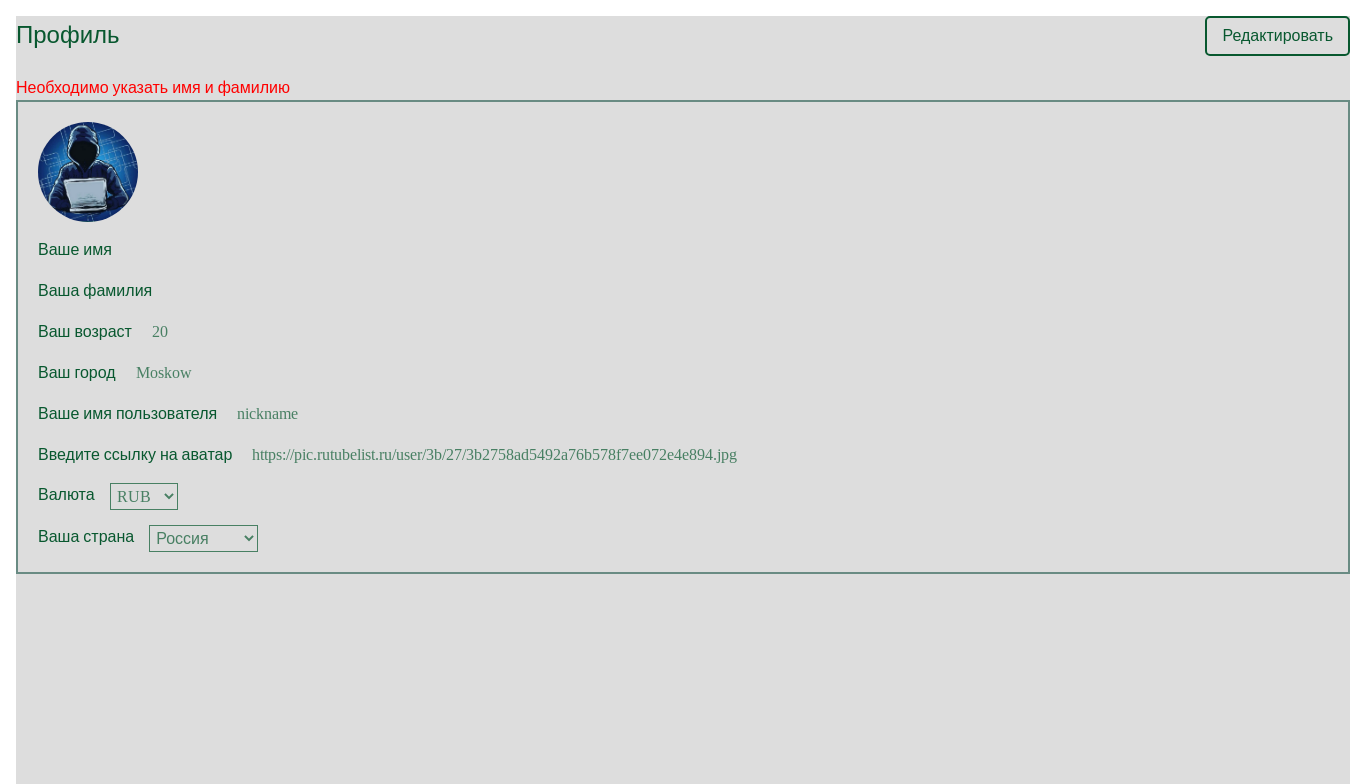 Профиль
Редактировать
Необходимо указать имя и фамилию
Ваше имя
Ваша фамилия
Ваш возраст 20
Ваш город Moskow
Ваше имя пользователя nickname
Введите ссылку на аватар https://pic.rutubelist.ru/user/3b/27/3b2758ad5492a76b578f7ee072e4e894.jpg
Валюта RUB
Ваша страна Россия